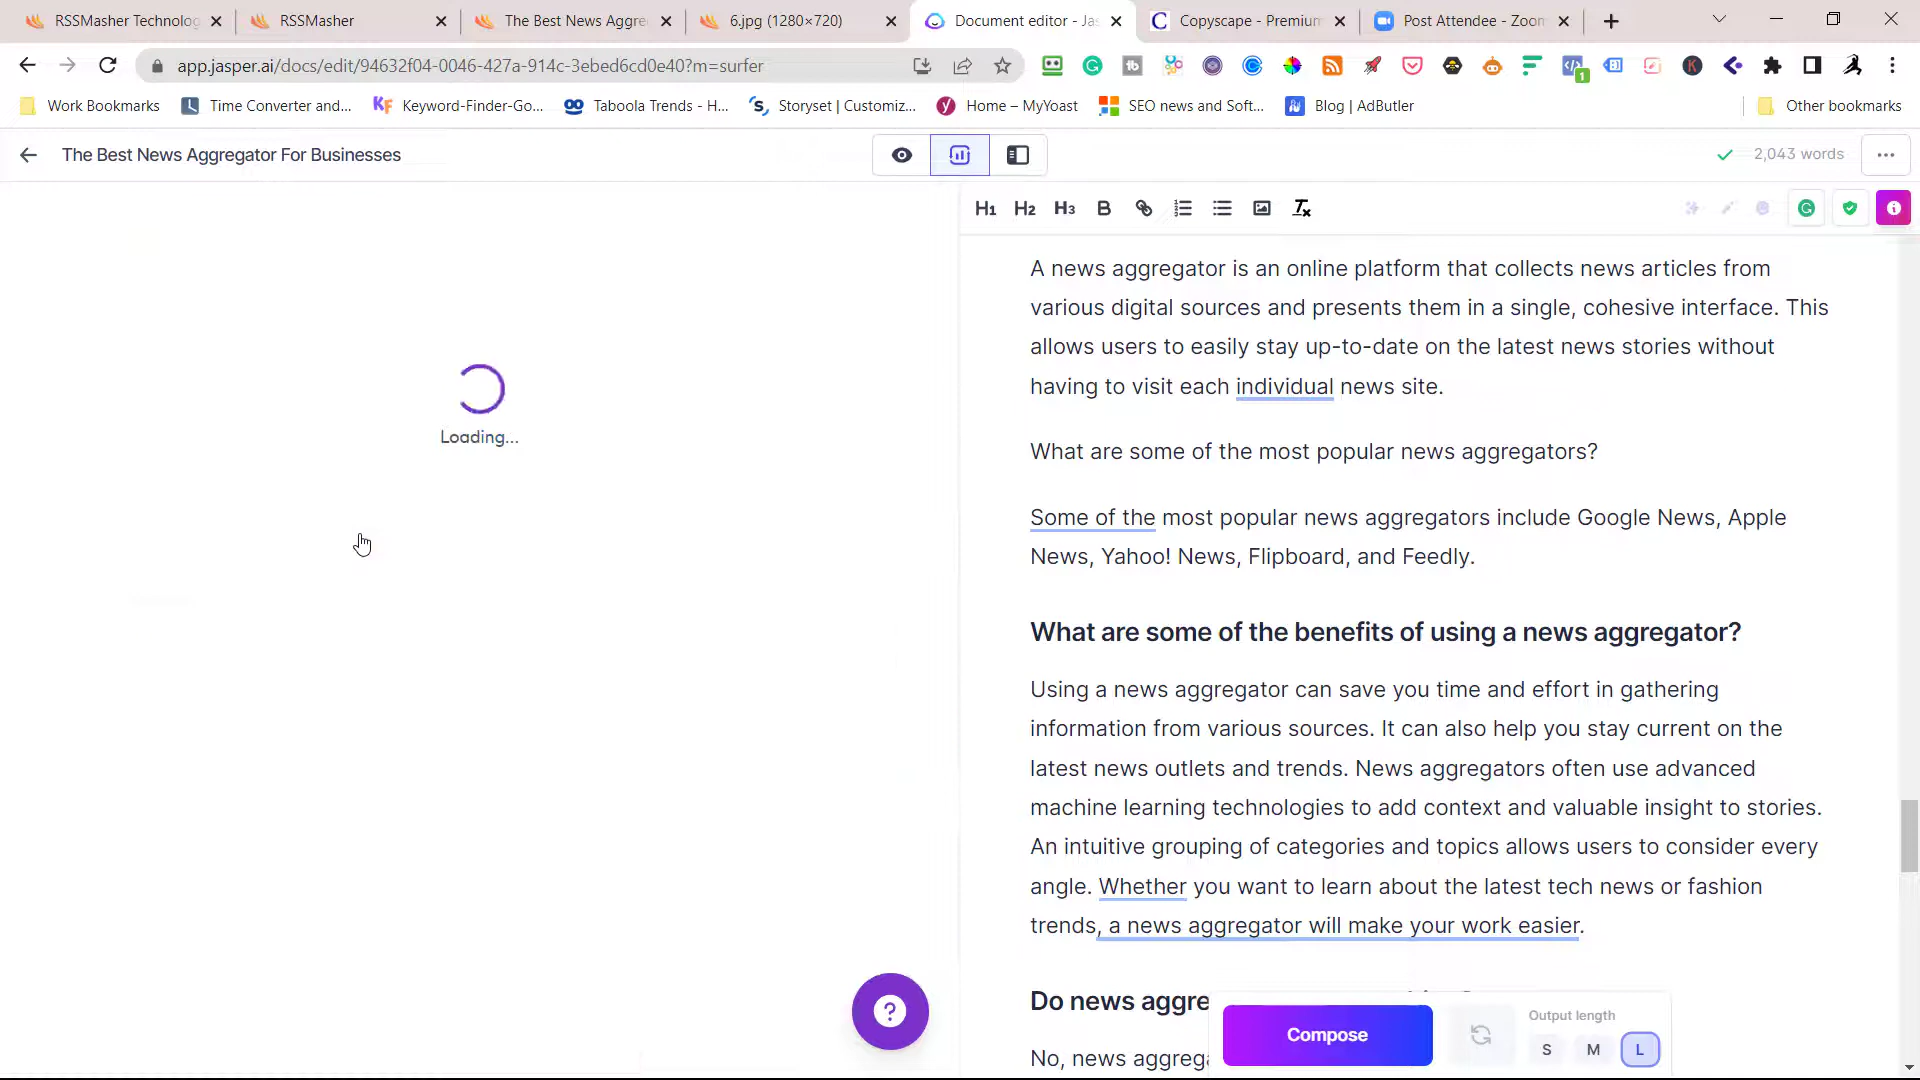 RSSMasher Technolog
RSSMasher
The Best News Aggre
6.jpg (1280×720)
Document editor - Jas
Copyscape - Premium
Post Attendee - Zoom
app.jasper.ai/docs/edit/94632f04-0046-427a-914c-3ebed6cd0e40?m=surfer
Work Bookmarks
Time Converter and...
Keyword-Finder-Go...
Taboola Trends - H...
Storyset | Customiz...
Home – MyYoast
SEO news and Soft...
Blog | AdButler
Other bookmarks
The Best News Aggregator For Businesses
2,043 words
H1 H2 H3 B
A news aggregator is an online platform that collects news articles from
various digital sources and presents them in a single, cohesive interface. This
allows users to easily stay up-to-date on the latest news stories without
having to visit each individual news site.
Loading...
What are some of the most popular news aggregators?
Some of the most popular news aggregators include Google News, Apple
News, Yahoo! News, Flipboard, and Feedly.
What are some of the benefits of using a news aggregator?
Using a news aggregator can save you time and effort in gathering
information from various sources. It can also help you stay current on the
latest news outlets and trends. News aggregators often use advanced
machine learning technologies to add context and valuable insight to stories.
An intuitive grouping of categories and topics allows users to consider every
angle. Whether you want to learn about the latest tech news or fashion
trends, a news aggregator will make your work easier.
Do news aggre
No, news aggreg
Compose
Output length
S M L